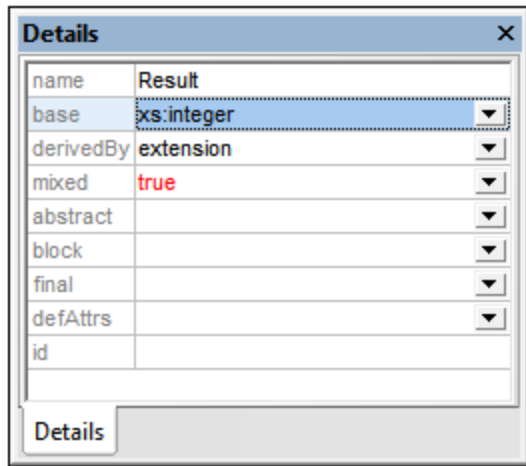 Details
name Result
base xs:integer
derivedBy extension
mixed true
abstract
block
final
defAttrs
id
Details